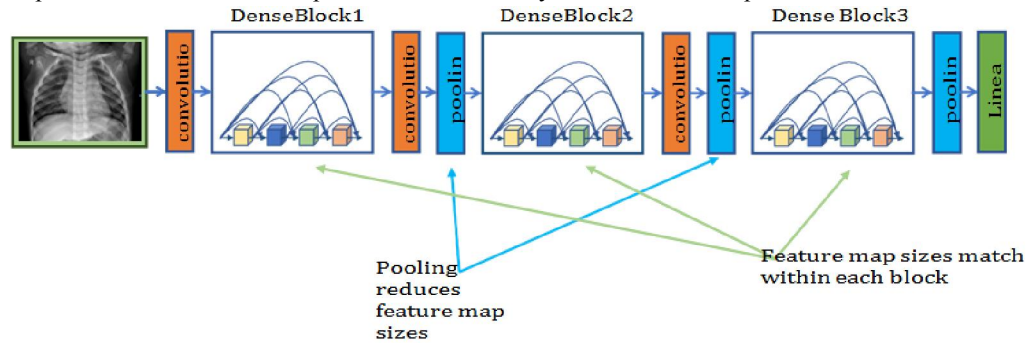 DenseBlock1
DenseBlock2
Dense Block3
convolutio
convolutio
poolin
convolutio
poolin
poolin
Linea
Pooling
reduces
feature map
sizes
Feature map sizes match
within each block